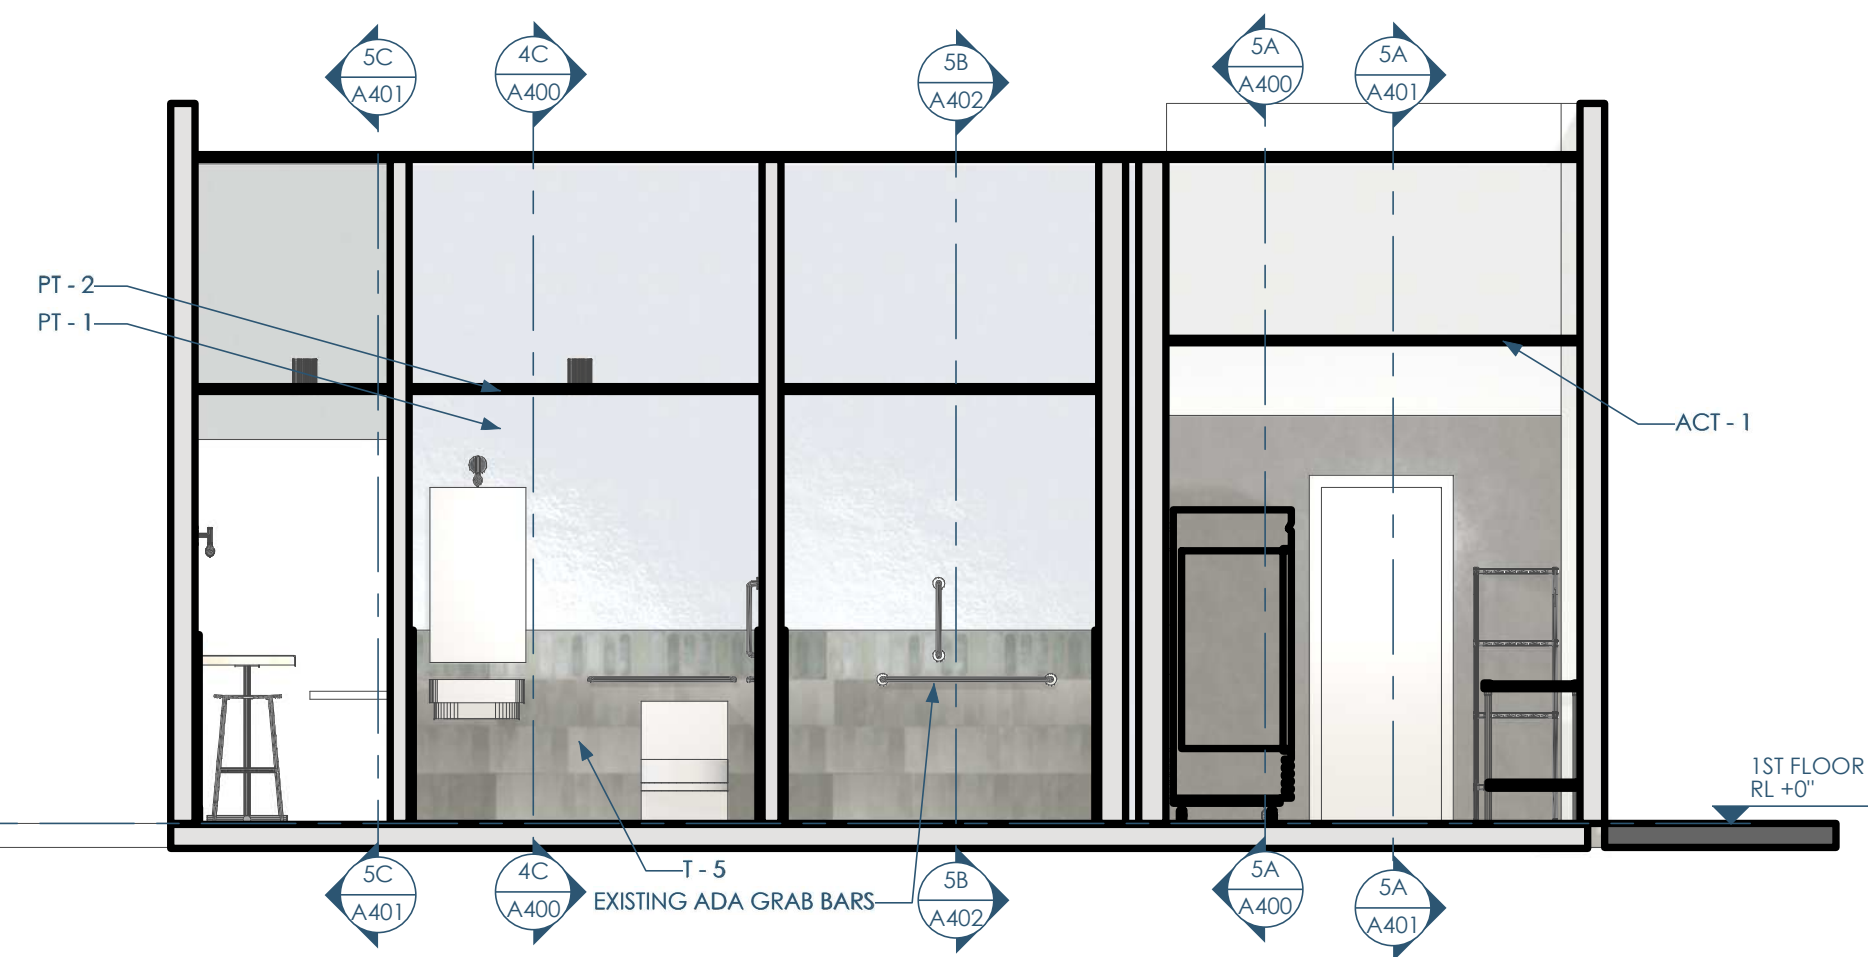 5C
A401
4C
A400
5B
A402
5A
A400
5A
A401
PT - 2
PT - 1
ACT - 1
1ST FLOOR
RL +0"
T - 5
EXISTING ADA GRAB BARS
5C
A401
4C
A400
5B
A402
5A
A400
5A
A401